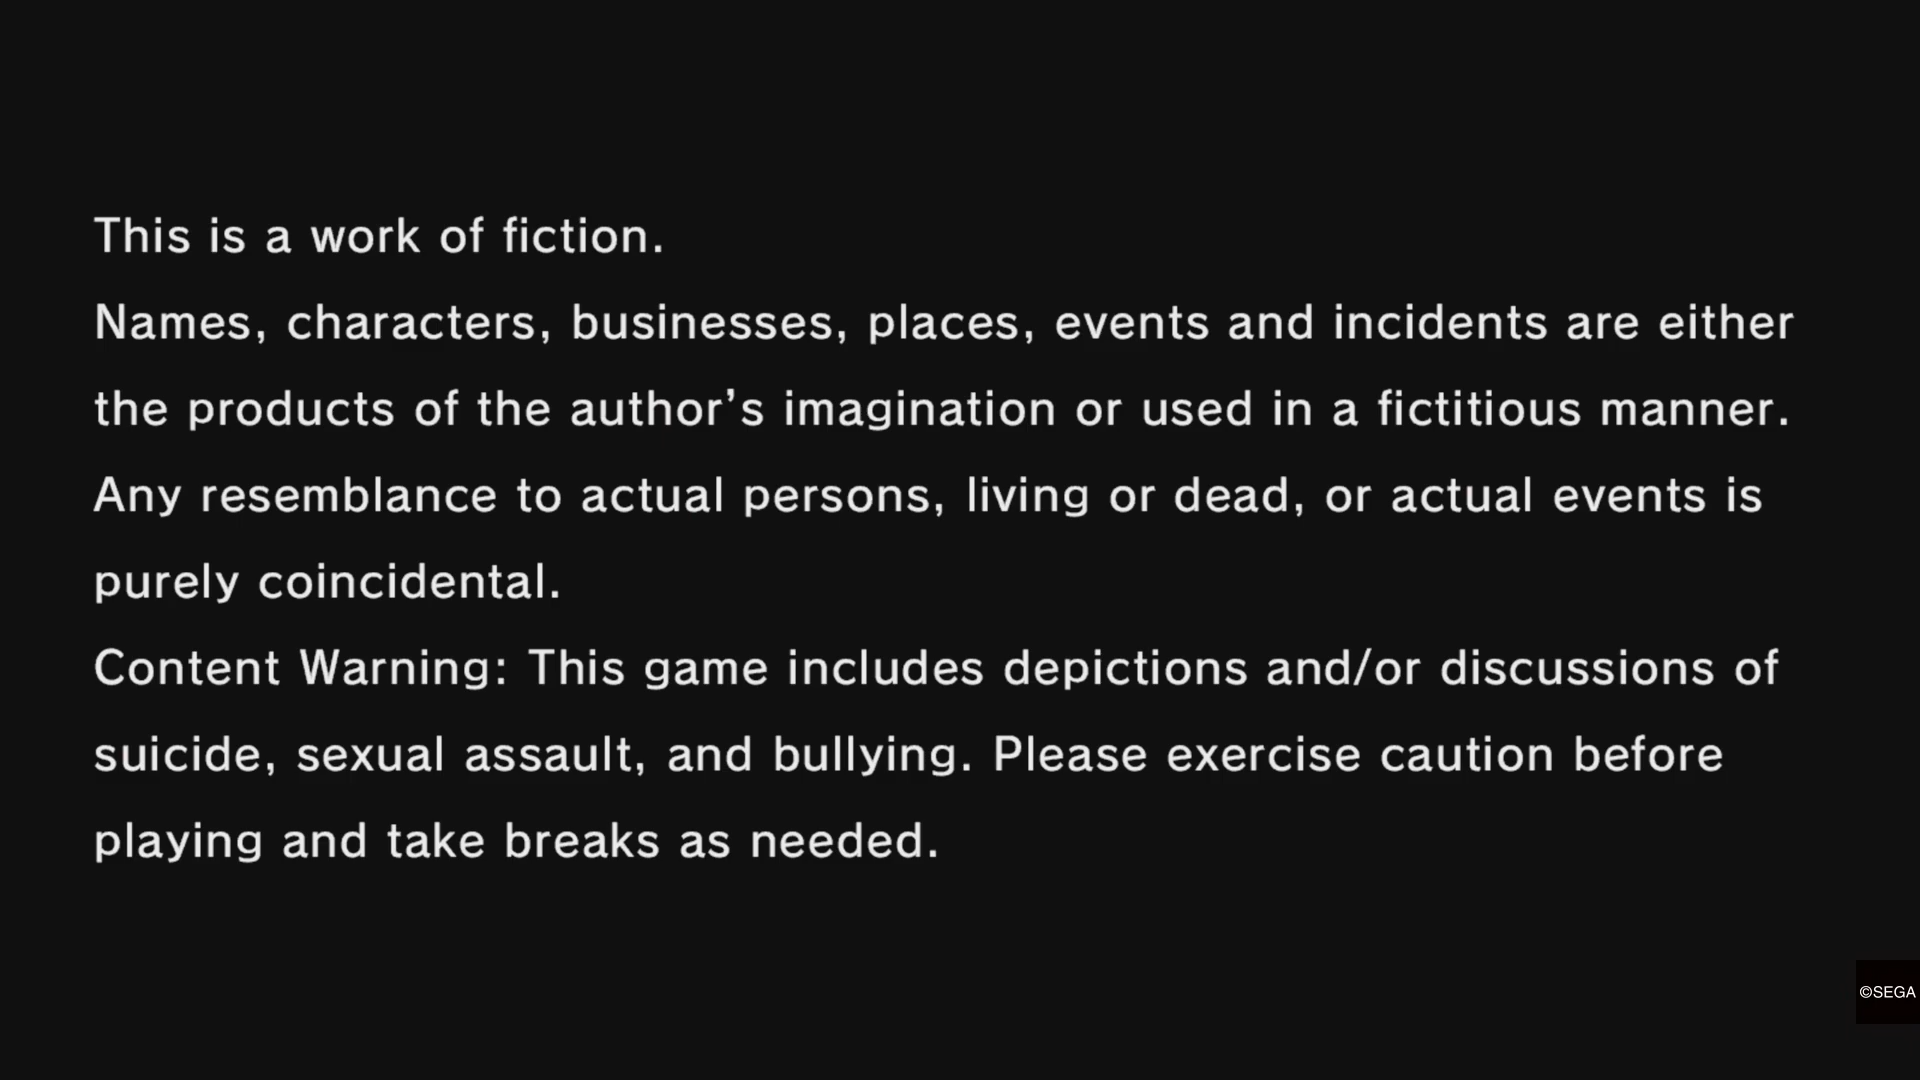 This is a work of fiction.
Names, characters, businesses, places, events and incidents are either
the products of the author’s imagination or used in a fictitious manner.
Any resemblance to actual persons, living or dead, or actual events is
purely coincidental.
Content Warning: This game includes depictions and/or discussions of
suicide, sexual assault, and bullying. Please exercise caution before
playing and take breaks as needed.
©SEGA